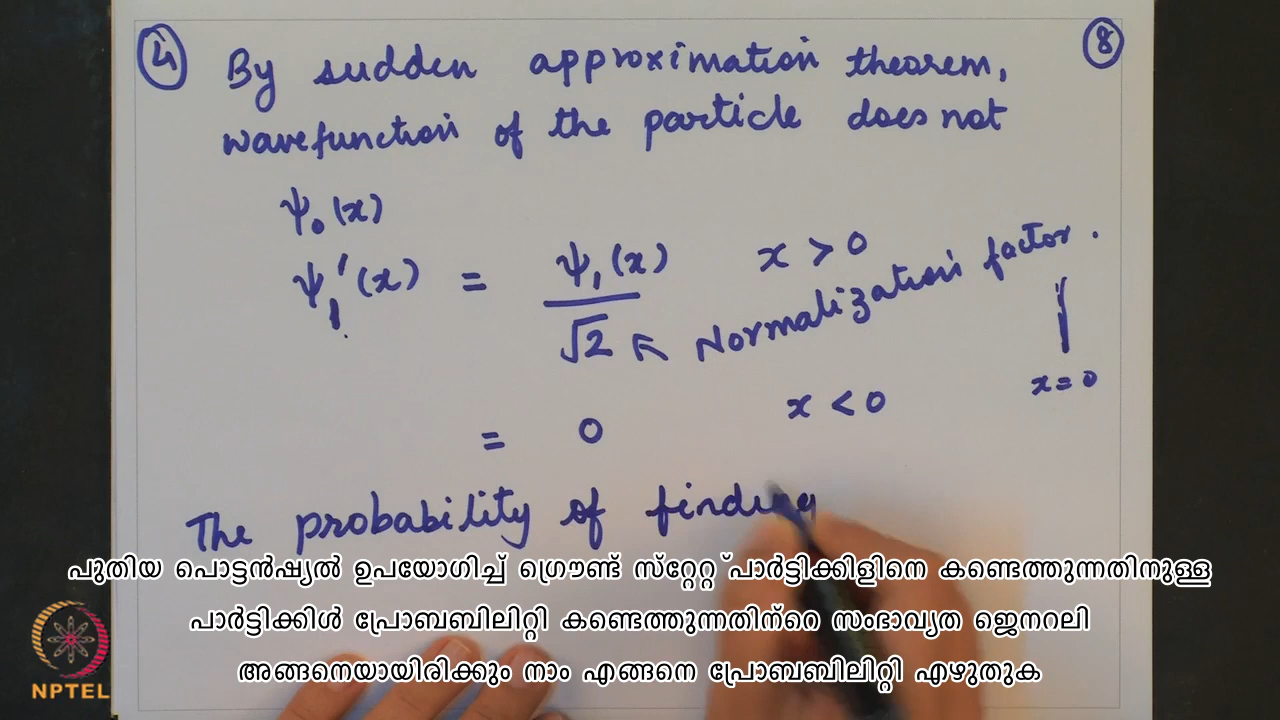 4 By sudden approximation theorem, 8
wavefunction of the particle does not
ψ₀(x)
ψ₁'(x) = ψ₁(x) / √2 x > 0
Normalization factor.
x = 0
= 0 x < 0
The probability of finding
പുതിയ പൊട്ടൻഷ്യൽ ഉപയോഗിച്ച് ഗ്രൌണ്ട് സ്റ്റേറ്റ് പാർട്ടിക്കിളിനെ കണ്ടെത്തുന്നതിനുള്ള
പാർട്ടിക്കിൾ പ്രോബബിലിറ്റി കണ്ടെത്തുന്നതിന്റെ സംഭാവ്യത ജെനറലി
അങ്ങനെയായിരിക്കും നാം എങ്ങനെ പ്രോബബിലിറ്റി എഴുതുക
NPTEL